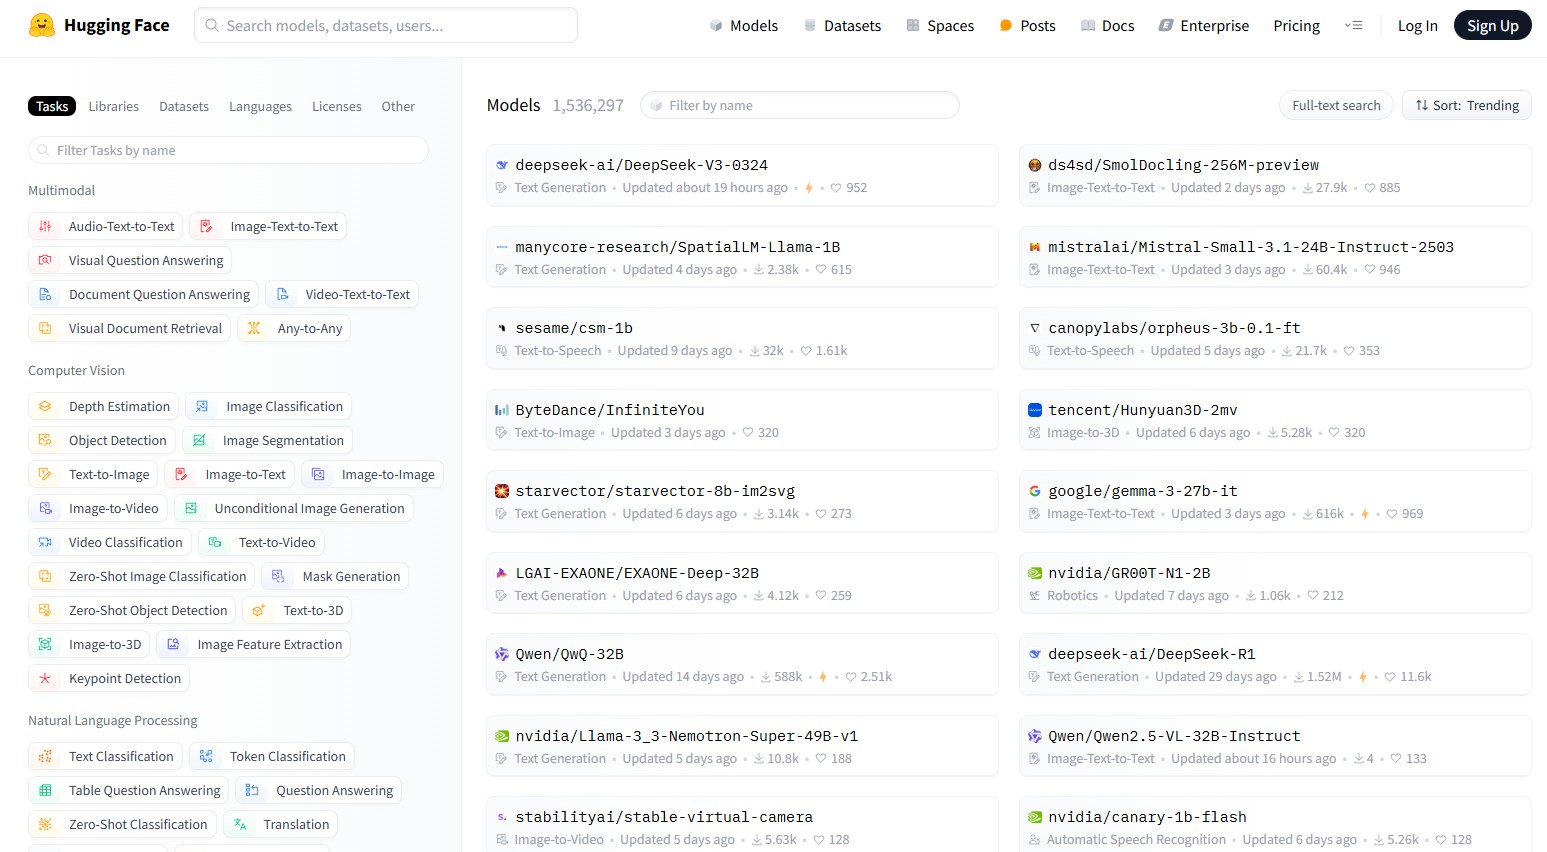 Hugging Face
Search models, datasets, users...
Models
Datasets
Spaces
Posts
Docs
Enterprise
Pricing
Log In
Sign Up
Tasks
Libraries
Datasets
Languages
Licenses
Other
Filter Tasks by name
Multimodal
Audio-Text-to-Text
Image-Text-to-Text
Visual Question Answering
Document Question Answering
Video-Text-to-Text
Visual Document Retrieval
Any-to-Any
Computer Vision
Depth Estimation
Image Classification
Object Detection
Image Segmentation
Text-to-Image
Image-to-Text
Image-to-Image
Image-to-Video
Unconditional Image Generation
Video Classification
Text-to-Video
Zero-Shot Image Classification
Mask Generation
Zero-Shot Object Detection
Text-to-3D
Image-to-3D
Image Feature Extraction
Keypoint Detection
Natural Language Processing
Text Classification
Token Classification
Table Question Answering
Question Answering
Zero-Shot Classification
Translation
Models 1,536,297
Filter by name
Full-text search
Sort: Trending
deepseek-ai/DeepSeek-V3-0324
Text Generation • Updated about 19 hours ago • • 952
ds4sd/SmolDocling-256M-preview
Image-Text-to-Text • Updated 2 days ago • 27.9k • 885
manycore-research/SpatialLM-Llama-1B
Text Generation • Updated 4 days ago • 2.38k • 615
mistralai/Mistral-Small-3.1-24B-Instruct-2503
Image-Text-to-Text • Updated 3 days ago • 60.4k • 946
sesame/csm-1b
Text-to-Speech • Updated 9 days ago • 32k • 1.61k
canopylabs/orpheus-3b-0.1-ft
Text-to-Speech • Updated 5 days ago • 21.7k • 353
ByteDance/InfiniteYou
Text-to-Image • Updated 3 days ago • 320
tencent/Hunyuan3D-2mv
Image-to-3D • Updated 6 days ago • 5.28k • 320
starvector/starvector-8b-im2svg
Text Generation • Updated 6 days ago • 3.14k • 273
google/gemma-3-27b-it
Image-Text-to-Text • Updated 3 days ago • 616k • • 969
LGAI-EXAONE/EXAONE-Deep-32B
Text Generation • Updated 6 days ago • 4.12k • 259
nvidia/GR00T-N1-2B
Robotics • Updated 7 days ago • 1.06k • 212
Qwen/QwQ-32B
Text Generation • Updated 14 days ago • 588k • • 2.51k
deepseek-ai/DeepSeek-R1
Text Generation • Updated 29 days ago • 1.52M • • 11.6k
nvidia/Llama-3_3-Nemotron-Super-49B-v1
Text Generation • Updated 5 days ago • 10.8k • 188
Qwen/Qwen2.5-VL-32B-Instruct
Image-Text-to-Text • Updated about 16 hours ago • 4 • 133
stabilityai/stable-virtual-camera
Image-to-Video • Updated 5 days ago • 5.63k • 128
nvidia/canary-1b-flash
Automatic Speech Recognition • Updated 6 days ago • 5.26k • 128